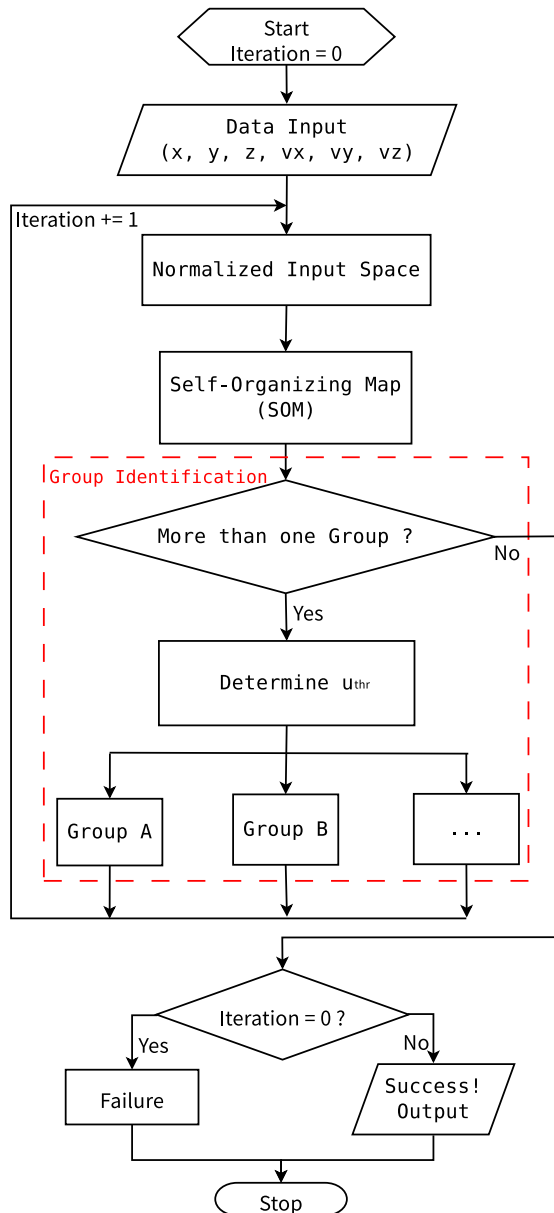 Start
Iteration = 0
Data Input
(x, y, z, vx, vy, vz)
Iteration += 1
Normalized Input Space
Self-Organizing Map
(SOM)
Group Identification
More than one Group ?
No
Yes
Determine uthr
Group A
Group B
...
Iteration = 0 ?
Yes
No
Failure
Success!
Output
Stop